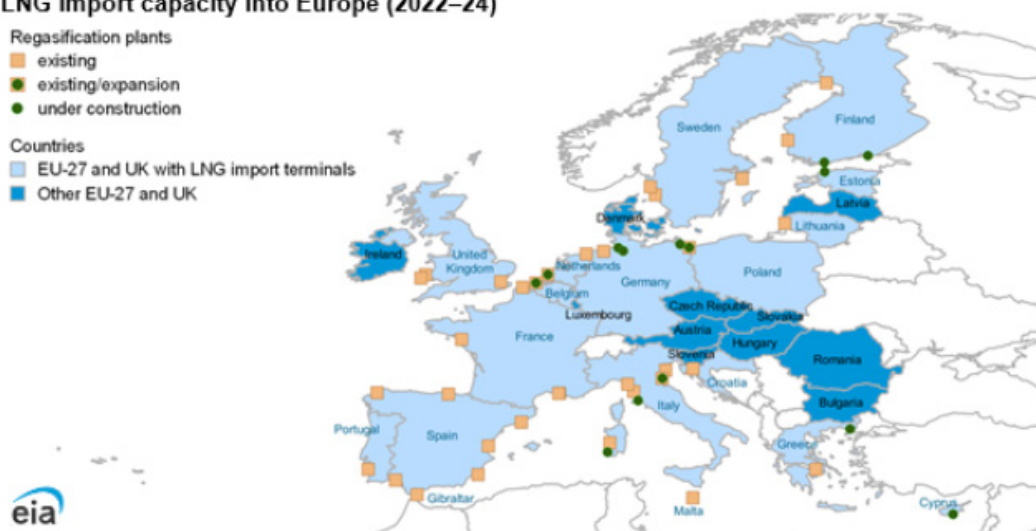 LNG import capacity into Europe (2022–24)
Regasification plants
existing
existing/expansion
under construction
Countries
EU-27 and UK with LNG import terminals
Other EU-27 and UK
Sweden
Finland
Estonia
Latvia
Lithuania
Denmark
Ireland
United
Kingdom
Netherlands
Belgium
Germany
Poland
Luxembourg
Czech Republic
Slovakia
Austria
Hungary
France
Slovenia
Romania
Croatia
Bulgaria
Italy
Portugal
Spain
Greece
Gibraltar
Malta
Cyprus
eia